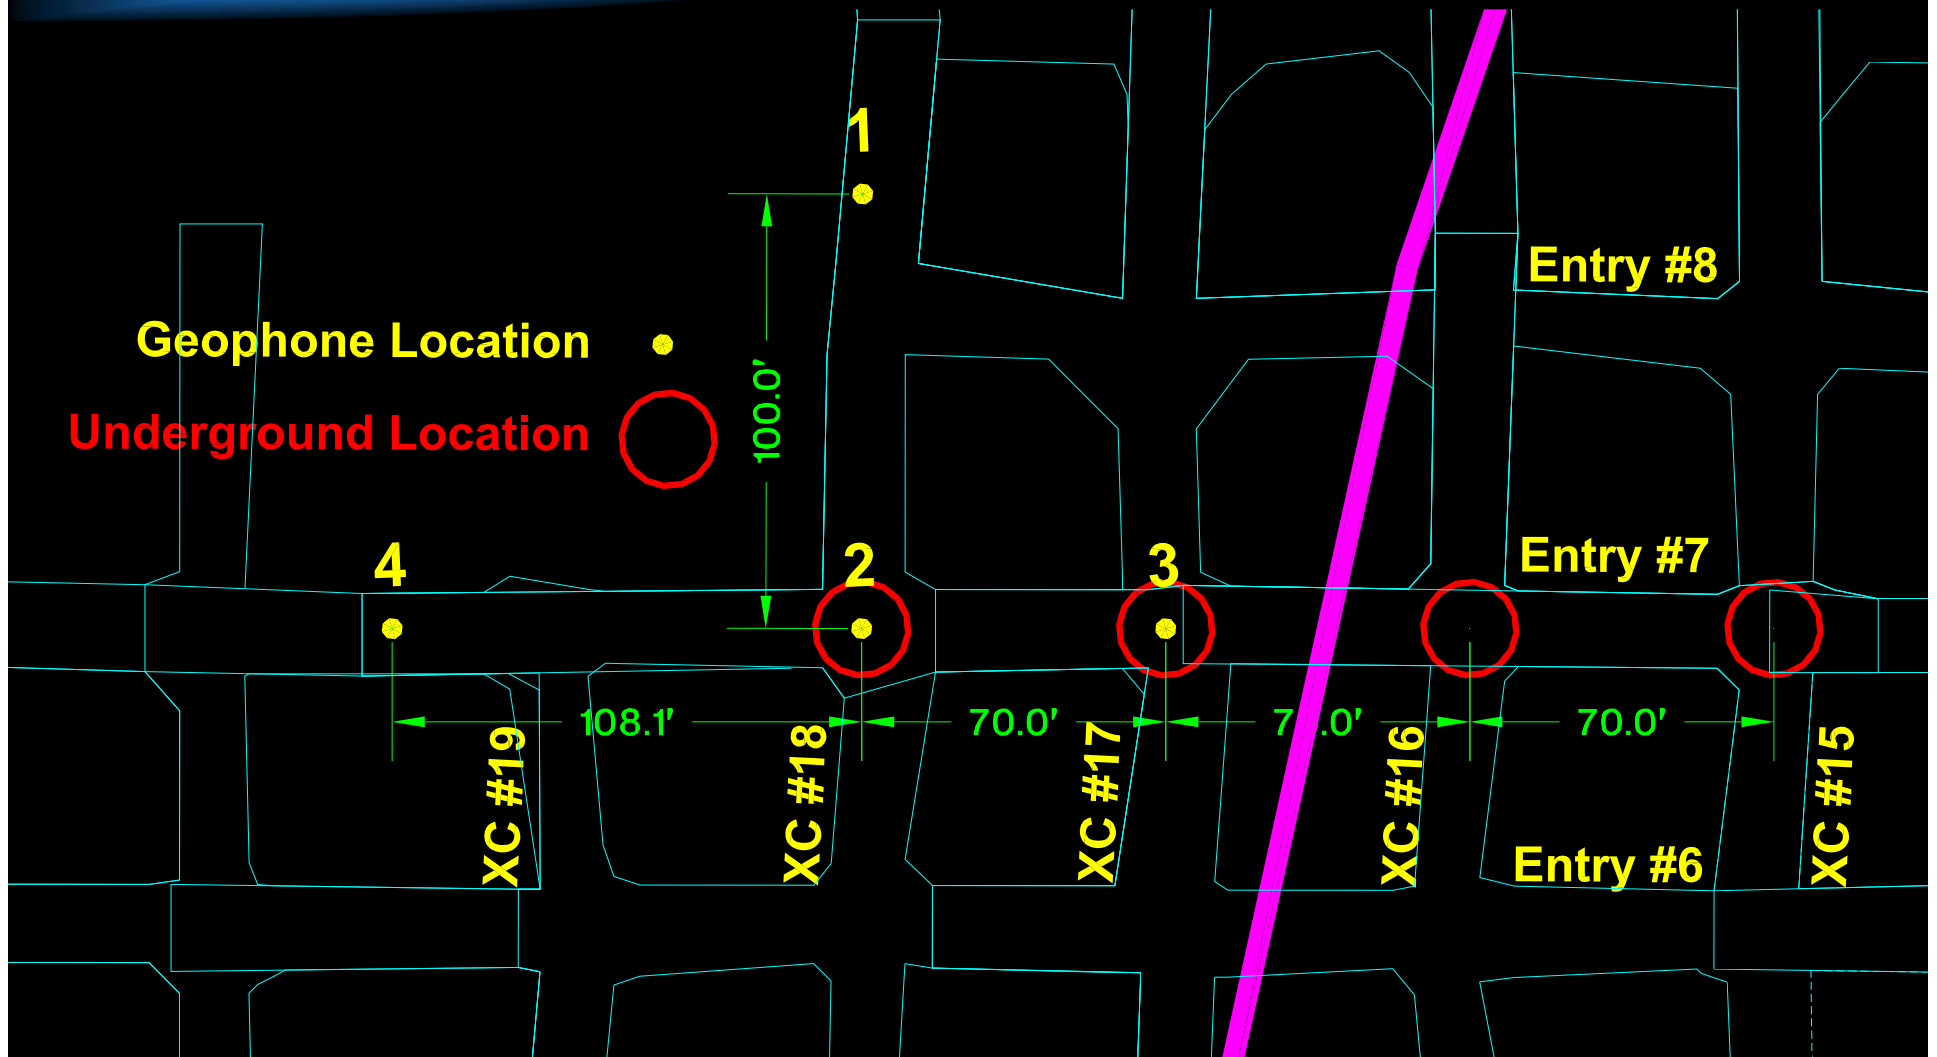 1
Entry #8
Geophone Location
100.0'
Underground Location
4
2
3
Entry #7
108.1'
70.0'
70.0'
XC #19
XC #18
XC #17
XC #16
XC #15
Entry #6